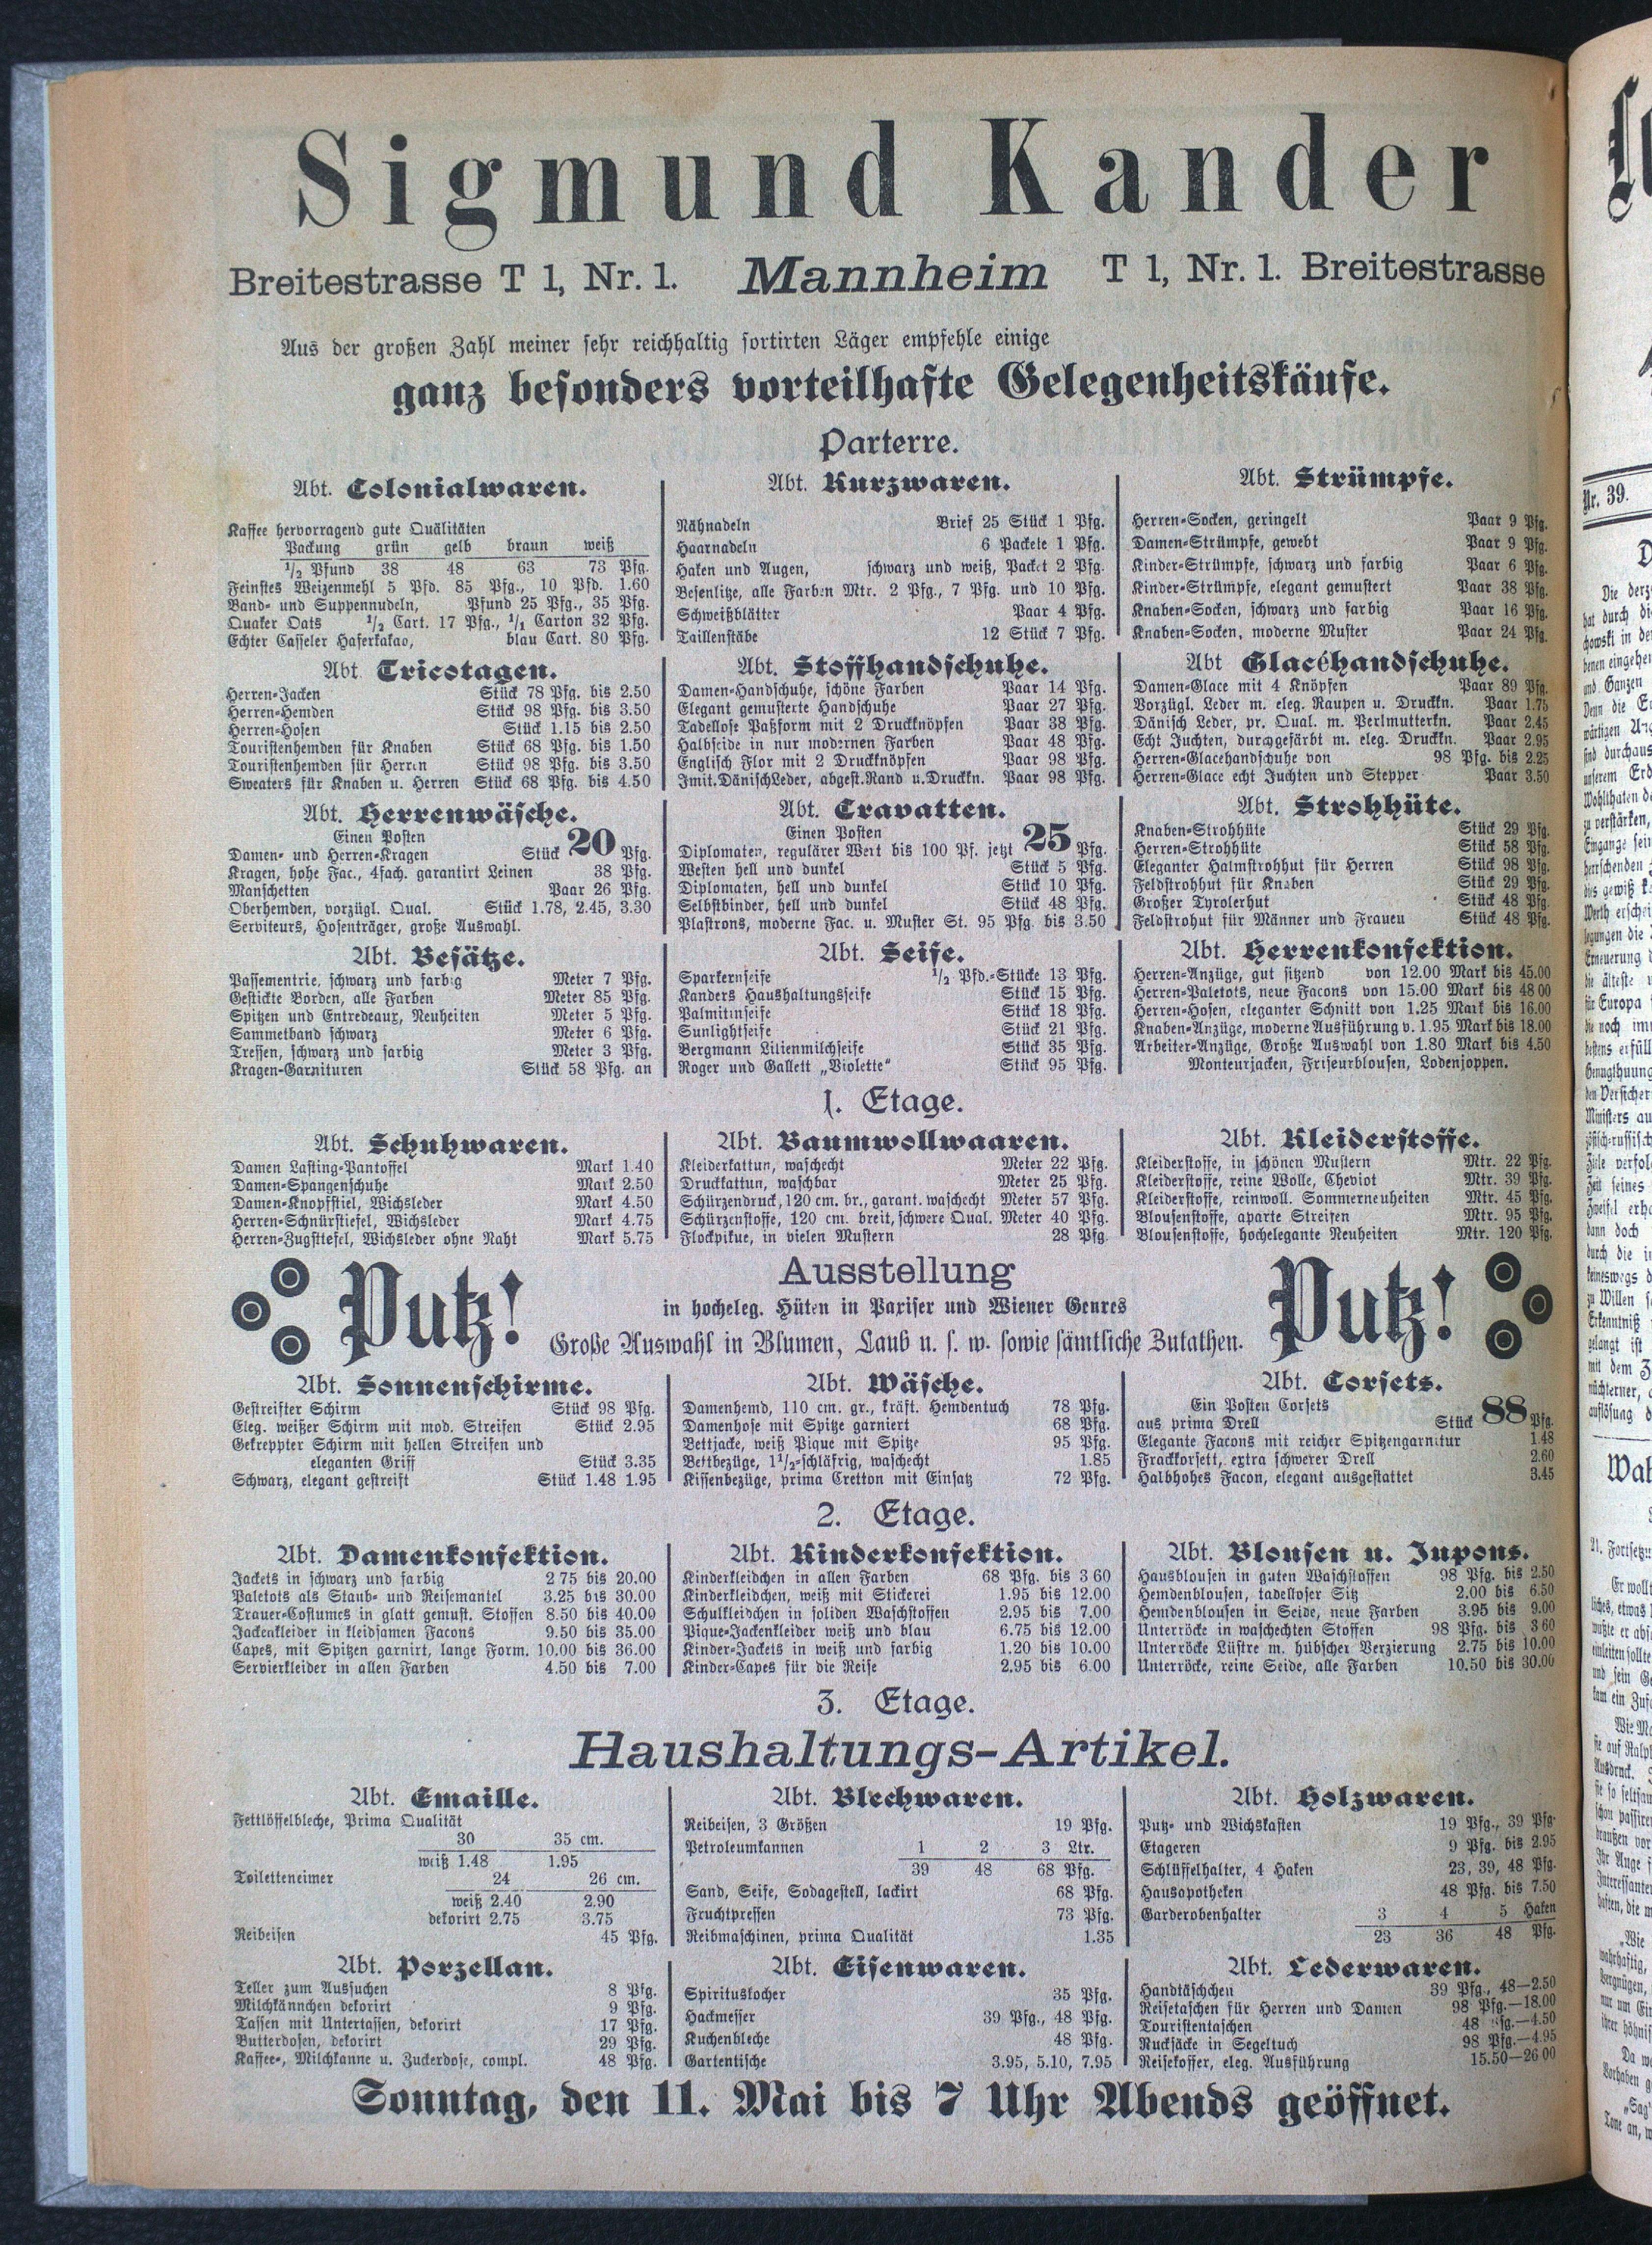 Sigmund Kander
Breitestrasse T 1, Nr. 1. Mannheim T 1, Nr. 1. Breitestrasse
Aus der großen Zahl meiner sehr reichhaltig sortirten Läger empfehle einige
ganz besonders vorteilhafte Gelegenheitskäufe.
Parterre.
Abt. Colonialwaren.
Kaffee hervorragend gute Quälitäten
Packung grün gelb braun weiß
1/2 Pfund 38 48 63 73 Pfg.
Feinstes Weizenmehl 5 Pfd. 85 Pfg., 10 Pfd. 1.60
Band- und Suppennudeln, Pfund 25 Pfg., 35 Pfg.
Quaker Oats 1/2 Cart. 17 Pfg., 1/1 Carton 32 Pfg.
Echter Casseler Haferkakao, blau Cart. 80 Pfg.
Abt. Kurzwaren.
Nähnadeln Brief 25 Stück 1 Pfg.
Haarnadeln 6 Packete 1 Pfg.
Haken und Augen, schwarz und weiß, Packet 2 Pfg.
Besenlitze, alle Farben Mtr. 2 Pfg., 7 Pfg. und 10 Pfg.
Schweißblätter Paar 4 Pfg.
Taillenstäbe 12 Stück 7 Pfg.
Abt. Strümpfe.
Herren-Socken, geringelt Paar 9 Pfg.
Damen-Strümpfe, gewebt Paar 9 Pfg.
Kinder-Strümpfe, schwarz und farbig Paar 6 Pfg.
Kinder-Strümpfe, elegant gemustert Paar 38 Pfg.
Knaben-Socken, schwarz und farbig Paar 16 Pfg.
Knaben-Socken, moderne Muster Paar 24 Pfg.
Abt. Tricotagen.
Herren-Jacken Stück 78 Pfg. bis 2.50
Herren-Hemden Stück 98 Pfg. bis 3.50
Herren-Hosen Stück 1.15 bis 2.50
Touristenhemden für Knaben Stück 68 Pfg. bis 1.50
Touristenhemden für Herren Stück 98 Pfg. bis 3.50
Sweaters für Knaben u. Herren Stück 68 Pfg. bis 4.50
Abt. Stoffhandschuhe.
Damen-Handschuhe, schöne Farben Paar 14 Pfg.
Elegant gemusterte Handschuhe Paar 27 Pfg.
Tadellose Paßform mit 2 Druckknöpfen Paar 38 Pfg.
Halbseide in nur modernen Farben Paar 48 Pfg.
Englisch Flor mit 2 Druckknöpfen Paar 98 Pfg.
Imit. Dänisch Leder, abgest. Rand u. Druckkn. Paar 98 Pfg.
Abt Glacéhandschuhe.
Damen-Glace mit 4 Knöpfen Paar 89 Pfg.
Vorzügl. Leder m. eleg. Raupen u. Druckkn. Paar 1.75
Dänisch Leder, pr. Qual. m. Perlmutterkn. Paar 2.45
Echt Juchten, durchgefärbt m. eleg. Druckkn. Paar 2.95
Herren-Glacehandschuhe von 98 Pfg. bis 2.25
Herren-Glace echt Juchten und Stepper Paar 3.50
Abt. Herrenwäsche.
Einen Posten
Damen- und Herren-Kragen Stück 20 Pfg.
Kragen, hohe Fac., 4fach. garantirt Leinen 38 Pfg.
Manschetten Paar 26 Pfg.
Oberhemden, vorzügl. Qual. Stück 1.78, 2.45, 3.30
Serviteurs, Hosenträger, große Auswahl.
Abt. Cravatten.
Einen Posten
Diplomaten, regulärer Wert bis 100 Pf. jetzt 25 Pfg.
Westen hell und dunkel Stück 5 Pfg.
Diplomaten, hell und dunkel Stück 10 Pfg.
Selbstbinder, hell und dunkel Stück 48 Pfg.
Plastrons, moderne Fac. u. Muster St. 95 Pfg. bis 3.50
Abt. Strohhüte.
Knaben-Strohhüte Stück 29 Pfg.
Herren-Strohhüte Stück 58 Pfg.
Eleganter Halmstrohhut für Herren Stück 98 Pfg.
Feldstrohhut für Knaben Stück 29 Pfg.
Großer Tyrolerhut Stück 48 Pfg.
Feldstrohut für Männer und Fraueu Stück 48 Pfg.
Abt. Besätze.
Passementrie, schwarz und farbig Meter 7 Pfg.
Gestickte Borden, alle Farben Meter 85 Pfg.
Spitzen und Entredeaux, Neuheiten Meter 5 Pfg.
Sammetband schwarz Meter 6 Pfg.
Tressen, schwarz und farbig Meter 3 Pfg.
Kragen-Garnituren Stück 58 Pfg. an
Abt. Seife.
Sparkernseife 1/2 Pfd.-Stücke 13 Pfg.
Kanders Haushaltungsseife Stück 15 Pfg.
Palmitinseife Stück 18 Pfg.
Sunlightseife Stück 21 Pfg.
Bergmann Lilienmilchseife Stück 35 Pfg.
Roger und Gallett „Violette“ Stück 95 Pfg.
Abt. Herrenkonfektion.
Herren-Anzüge, gut sitzend von 12.00 Mark bis 45.00
Herren-Paletots, neue Facons von 15.00 Mark bis 48 00
Herren-Hosen, eleganter Schnitt von 1.25 Mark bis 16.00
Knaben-Anzüge, moderne Ausführung v. 1.95 Mark bis 18.00
Arbeiter-Anzüge, Große Auswahl von 1.80 Mark bis 4.50
Monteurjacken, Friseurblousen, Lodenjoppen.
1. Etage.
Abt. Schuhwaren.
Damen Lasting-Pantoffel Mark 1.40
Damen-Spangenschuhe Mark 2.50
Damen-Knopfstiel, Wichsleder Mark 4.50
Herren-Schnürstiefel, Wichsleder Mark 4.75
Herren-Zugstiefel, Wichsleder ohne Naht Mark 5.75
Abt. Baumwollwaaren.
Kleiderkattun, waschecht Meter 22 Pfg.
Druckkattun, waschbar Meter 25 Pfg.
Schürzendruck, 120 cm. br., garant. waschecht Meter 57 Pfg.
Schürzenstoffe, 120 cm. breit, schwere Qual. Meter 40 Pfg.
Flockpikue, in vielen Mustern 28 Pfg.
Abt. Kleiderstoffe.
Kleiderstoffe, in schönen Mustern Mtr. 22 Pfg.
Kleiderstoffe, reine Wolle, Cheviot Mtr. 39 Pfg.
Kleiderstoffe, reinwoll. Sommerneuheiten Mtr. 45 Pfg.
Blousenstoffe, aparte Streifen Mtr. 95 Pfg.
Blousenstoffe, hochelegante Neuheiten Mtr. 120 Pfg.
Putz! Ausstellung Putz!
in hocheleg. Hüten in Pariser und Wiener Genres
Große Auswahl in Blumen, Laub u. s. w. sowie sämtliche Zutathen.
Abt. Sonnenschirme.
Gestreifter Schirm Stück 98 Pfg.
Eleg. weißer Schirm mit mod. Streifen Stück 2.95
Gekreppter Schirm mit hellen Streifen und
eleganten Griff Stück 3.35
Schwarz, elegant gestreift Stück 1.48 1.95
Abt. Wäsche.
Damenhemd, 110 cm. gr., kräft. Hemdentuch 78 Pfg.
Damenhose mit Spitze garniert 68 Pfg.
Bettjacke, weiß Pique mit Spitze 95 Pfg.
Bettbezüge, 1 1/2-schläfrig, waschecht 1.85
Kissenbezüge, prima Cretton mit Einsatz 72 Pfg.
Abt. Corsets.
Ein Posten Corsets
aus prima Drell Stück 88 Pfg.
Elegante Facons mit reicher Spitzengarnitur 1.48
Frackkorsett, extra schwerer Drell 2.60
Halbhohes Facon, elegant ausgestattet 3.45
2. Etage.
Abt. Damenkonfektion.
Jackets in schwarz und farbig 2 75 bis 20.00
Paletots als Staub- und Reisemantel 3.25 bis 30.00
Trauer-Costumes in glatt gemust. Stoffen 8.50 bis 40.00
Jackenkleider in kleidsamen Facons 9.50 bis 35.00
Capes, mit Spitzen garnirt, lange Form. 10.00 bis 36.00
Servierkleider in allen Farben 4.50 bis 7.00
Abt. Kinderkonfektion.
Kinderkleidchen in allen Farben 68 Pfg. bis 3 60
Kinderkleidchen, weiß mit Stickerei 1.95 bis 12.00
Schulkleidchen in soliden Waschstoffen 2.95 bis 7.00
Pique-Jackenkleider weiß und blau 6.75 bis 12.00
Kinder-Jackets in weiß und farbig 1.20 bis 10.00
Kinder-Capes für die Reise 2.95 bis 6.00
Abt. Blousen u. Jupons.
Hausblousen in guten Waschstoffen 98 Pfg. bis 2.50
Hemdenblousen, tadelloser Sitz 2.00 bis 6.50
Hemdenblousen in Seide, neue Farben 3.95 bis 9.00
Unterröcke in waschechten Stoffen 98 Pfg. bis 3 60
Unterröcke Lüstre m. hübscher Verzierung 2.75 bis 10.00
Unterröcke, reine Seide, alle Farben 10.50 bis 30.00
3. Etage.
Haushaltungs-Artikel.
Abt. Emaille.
Fettlöffelbleche, Prima Qualität
30 35 cm.
weiß 1.48 1.95
Toiletteneimer 24 26 cm.
weiß 2.40 2.90
dekorirt 2.75 3.75
Reibeisen 45 Pfg.
Abt. Blechwaren.
Reibeisen, 3 Größen 19 Pfg.
Petroleumkannen 1 2 3 Ltr.
39 48 68 Pfg.
Sand, Seife, Sodagestell, lackirt 68 Pfg.
Fruchtpressen 73 Pfg.
Reibmaschinen, prima Qualität 1.35
Abt. Holzwaren.
Putz- und Wichskasten 19 Pfg., 39 Pfg.
Etageren 9 Pfg. bis 2.95
Schlüsselhalter, 4 Haken 23, 39, 48 Pfg.
Hausapotheken 48 Pfg. bis 7.50
Garderobenhalter 3 4 5 Haken
23 36 48 Pfg.
Abt. Porzellan.
Teller zum Aussuchen 8 Pfg.
Milchkännchen dekorirt 9 Pfg.
Tassen mit Untertassen, dekorirt 17 Pfg.
Butterdosen, dekorirt 29 Pfg.
Kaffee-, Milchkanne u. Zuckerdose, compl. 48 Pfg.
Abt. Eisenwaren.
Spirituskocher 35 Pfg.
Hackmesser 39 Pfg., 48 Pfg.
Kuchenbleche 48 Pfg.
Gartentische 3.95, 5.10, 7.95
Abt. Lederwaren.
Handtäschchen 39 Pfg., 48—2.50
Reisetaschen für Herren und Damen 98 Pfg.—18.00
Touristentaschen 48 Pfg.—4.50
Rucksäcke in Segeltuch 98 Pfg.—4.95
Reisekoffer, eleg. Ausführung 15.50—26 00
Sonntag, den 11. Mai bis 7 Uhr Abends geöffnet.
Nr. 39.